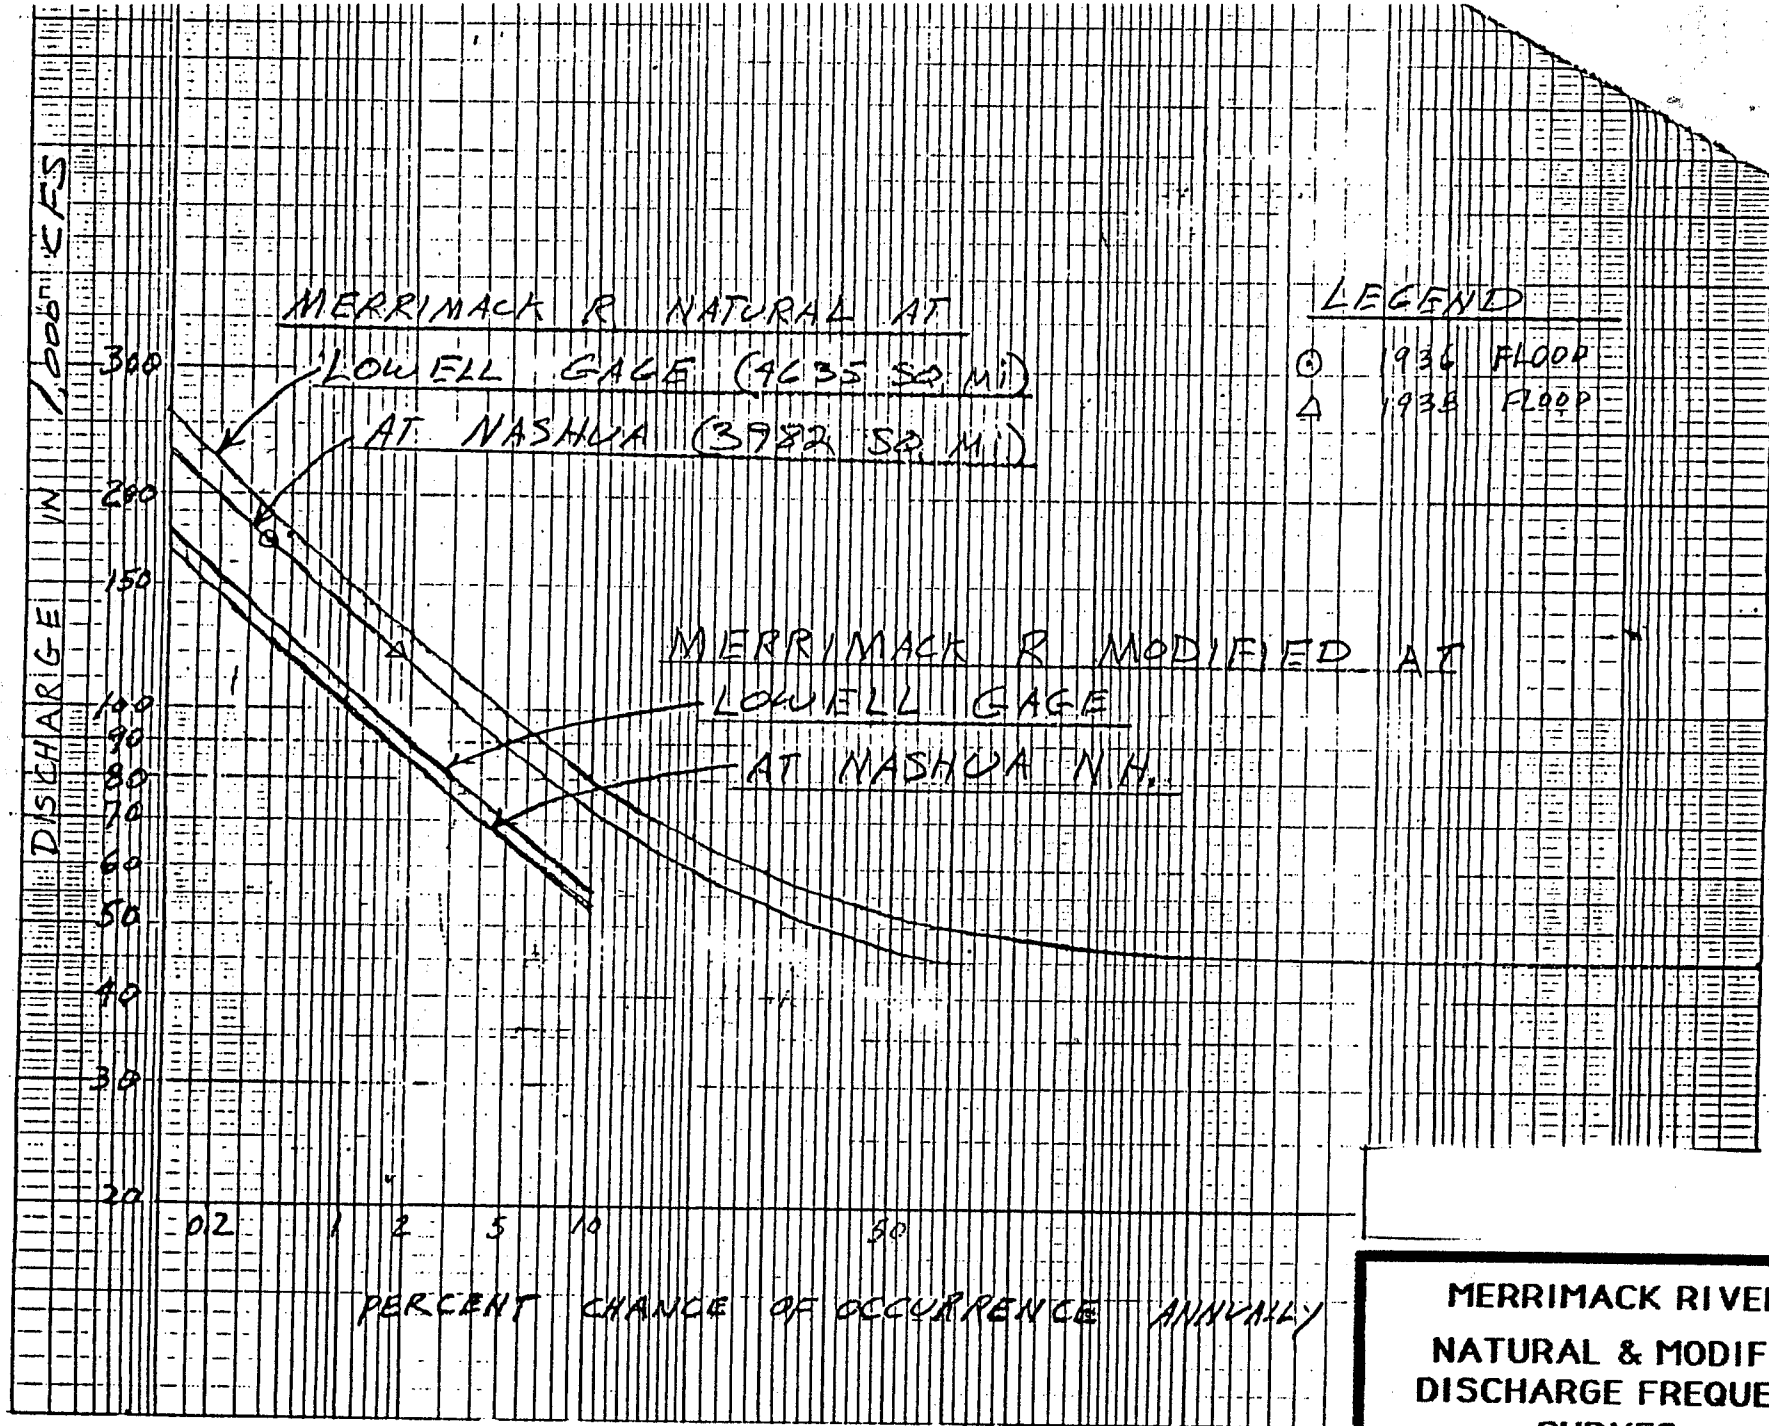 MERRIMACK R NATURAL AT
LOWELL GAGE (4635 SQ Mi)
AT NASHUA (3982 SQ Mi)
LEGEND
1936 FLOOD
1938 FLOOD
DISCHARGE IN 1,000 CFS
300
200
150
100
90
80
70
60
50
40
30
20
MERRIMACK R MODIFIED AT
LOWELL GAGE
AT NASHUA N.H.
0.2 1 2 5 10 50
PERCENT CHANCE OF OCCURRENCE ANNUALLY
MERRIMACK RIVE
NATURAL & MODIF
DISCHARGE FREQUE